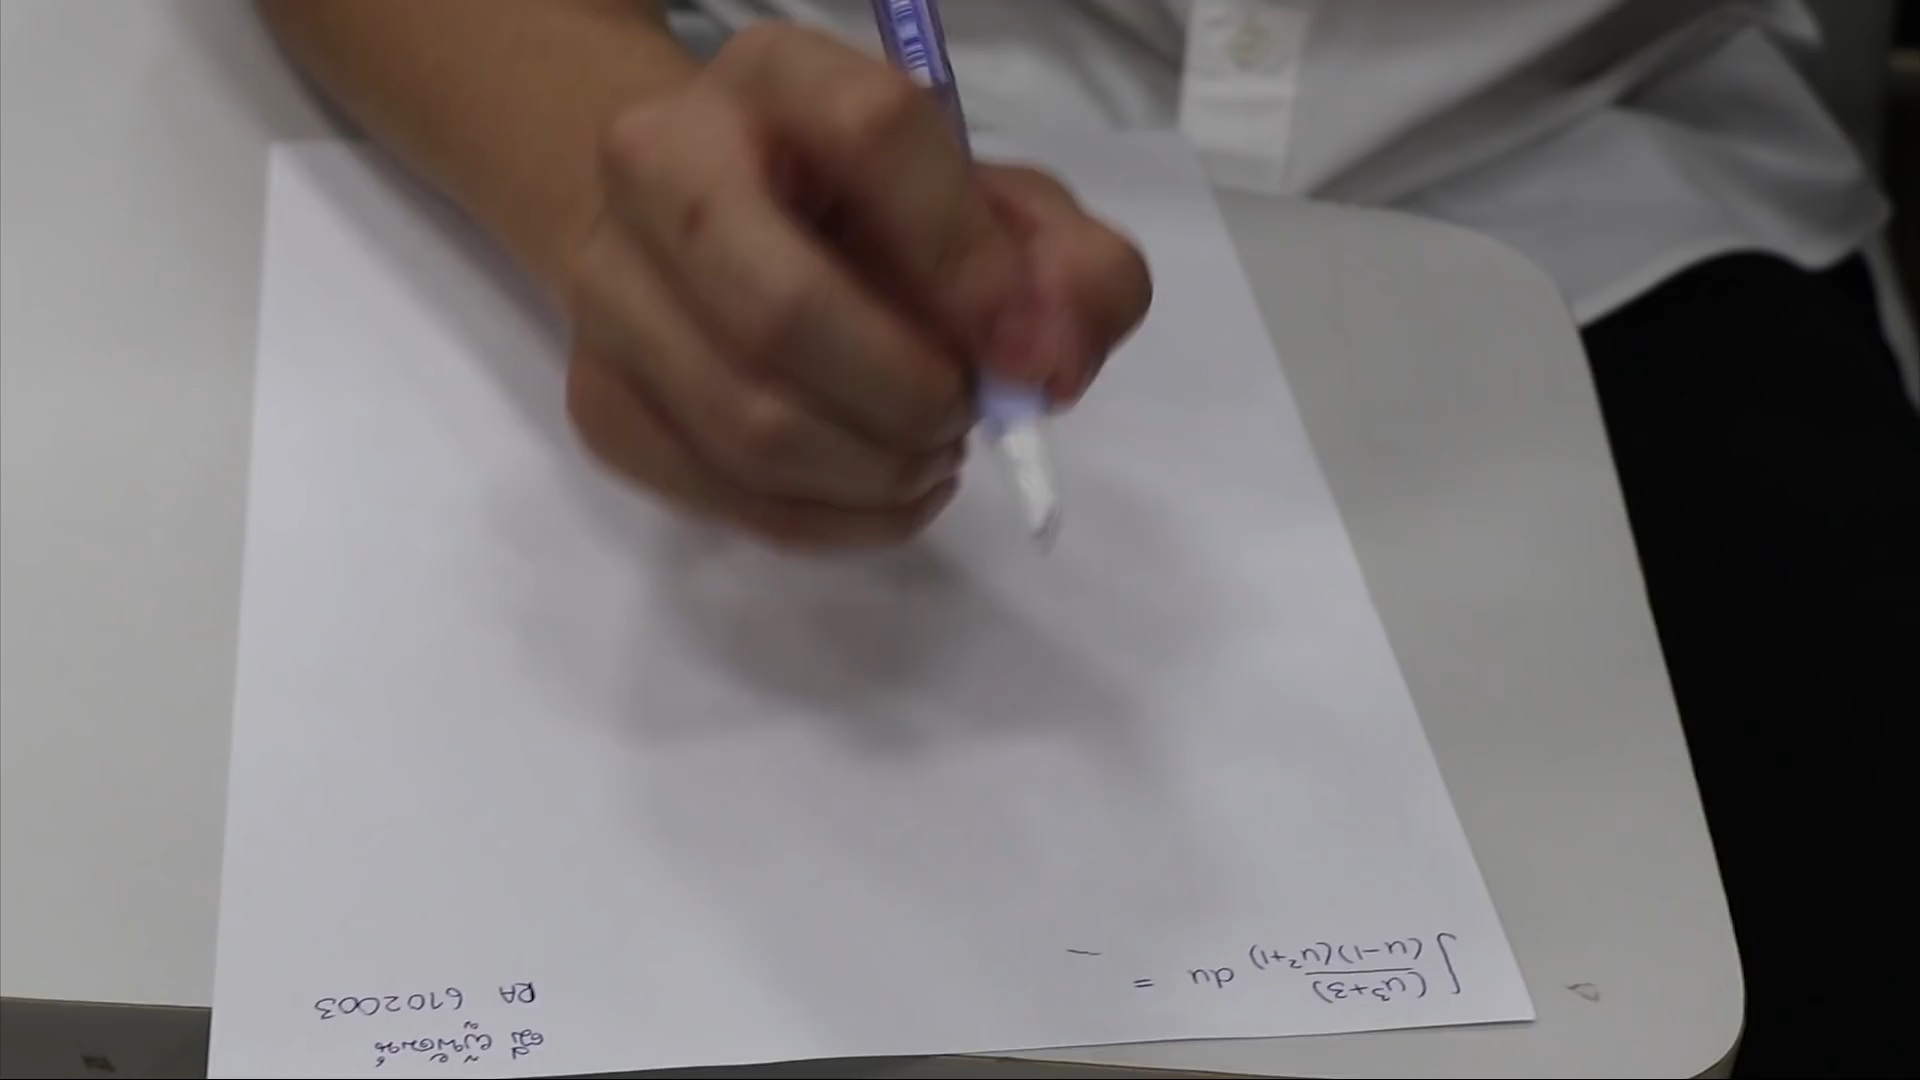 RA 6102003
∫ (u³+3) / (u-1)(u²+1) du = –